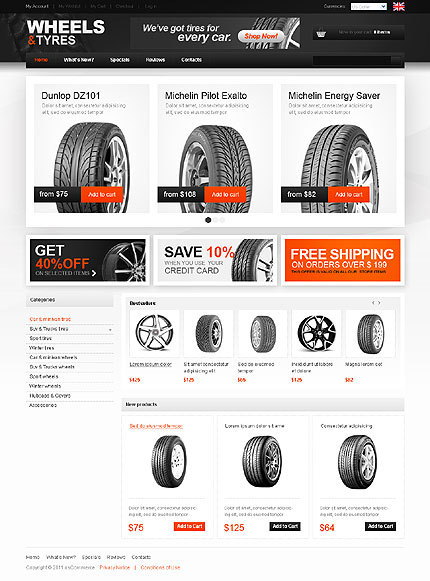 My Account My Wishlist My Cart Checkout Log In
Currencies:
WHEELS
&TYRES
We've got tires for
every car.
Shop Now!
Now in your cart 0 items
Home What's New? Specials Reviews Contacts
Dunlop DZ101
Dolor sit amet, consectetur adipisicing
elit, sed do eiusmod tempor
from $75 Add to cart
Michelin Pilot Exalto
Dolor sit amet, consectetur adipisicing
elit, sed do eiusmod tempor
from $108 Add to cart
Michelin Energy Saver
Dolor sit amet, consectetur adipisicing
elit, sed do eiusmod tempor
from $82 Add to cart
GET
40%OFF
ON SELECTED ITEMS
SAVE 10%
WHEN YOU USE YOUR
CREDIT CARD
FREE SHIPPING
ON ORDERS OVER $ 199
THIS OFFER IS VALID ON ALL OUR STORE ITEMS
Categories
Car & minivan tires
Suv & Trucks tires
Sport tires
Winter tires
Car & minivan wheels
Suv & Trucks wheels
Sport wheels
Winter wheels
Hubcaps & Covers
Accessories
Bestsellers
Lorem ipsum dolor
$125
Sit amet consectetur
adipisicing elit
$125
Sed do eiusmod
tempor
$65
Incididunt ut labore
et dolore
$125
Magna lorem set
$82
New products
Sed do eiusmod tempor
Dolor sit amet, consectetur adipisicing
elit, sed do eiusmod tempor
$75 Add to Cart
Lorem ipsum dolor s tame
Dolor sit amet, consectetur adipisicing
elit, sed do eiusmod tempor
$125 Add to Cart
Consectetur adipisicing
Dolor sit amet, consectetur adipisicing
elit, sed do eiusmod tempor
$64 Add to Cart
Home What's New? Specials Reviews Contacts
Copyright © 2011 osCommerce Privacy Notice | Conditions Of Use